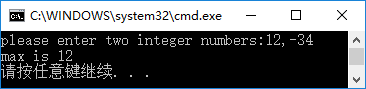 C:\WINDOWS\system32\cmd.exe
please enter two integer numbers:12,-34
max is 12
请按任意键继续. . .